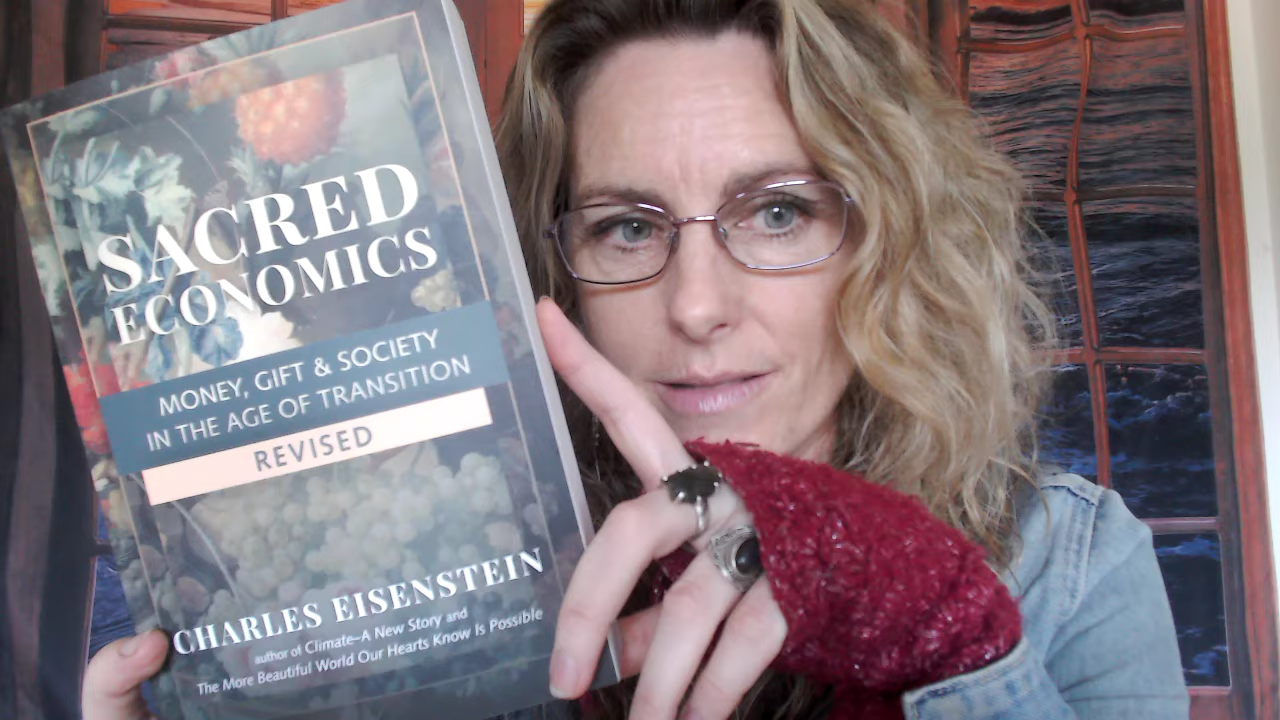 SACRED
ECONOMICS
MONEY, GIFT & SOCIETY
IN THE AGE OF TRANSITION
REVISED
CHARLES EISENSTEIN
author of Climate—A New Story and
The More Beautiful World Our Hearts Know Is Possible